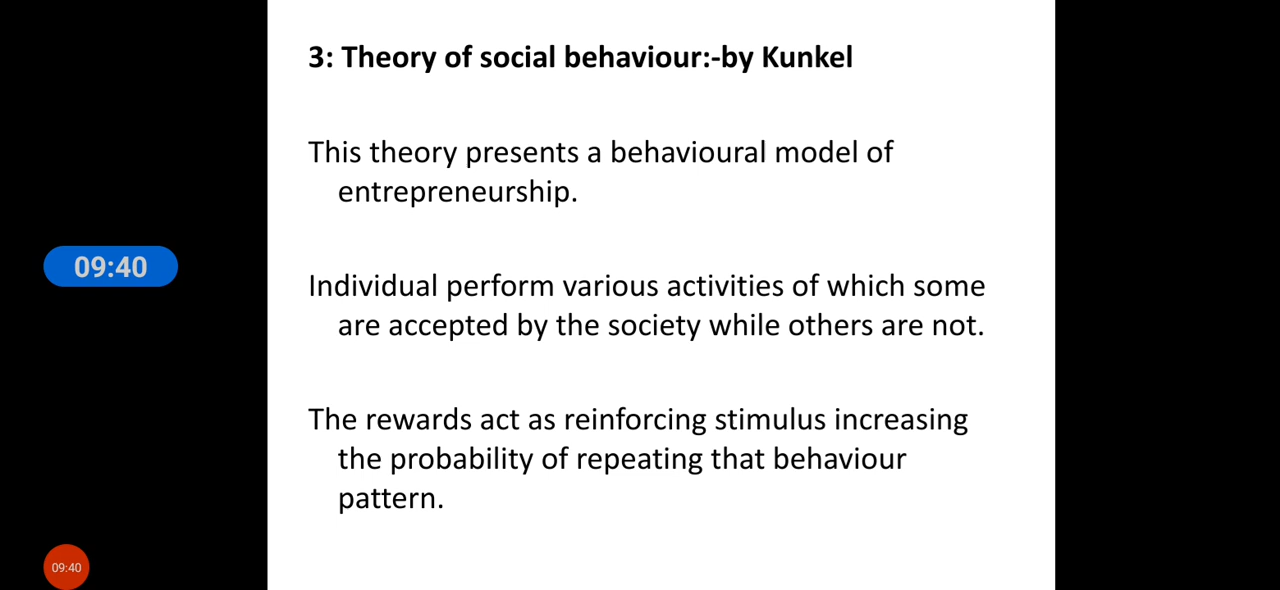 3: Theory of social behaviour:-by Kunkel
This theory presents a behavioural model of
entrepreneurship.
09:40
Individual perform various activities of which some
are accepted by the society while others are not.
The rewards act as reinforcing stimulus increasing
the probability of repeating that behaviour
pattern.
09:40